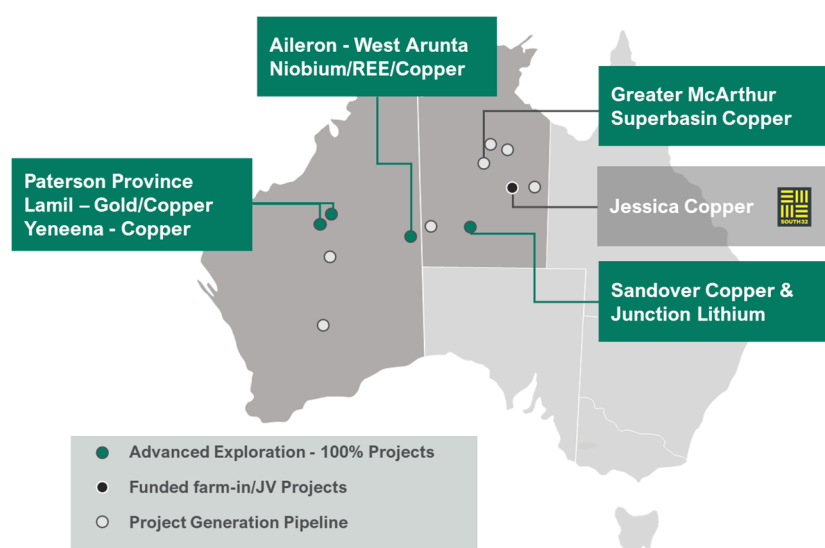 Aileron - West Arunta
Niobium/REE/Copper
Greater McArthur
Superbasin Copper
Paterson Province
Lamil – Gold/Copper
Yeneena - Copper
Jessica Copper
SOUTH32
Sandover Copper &
Junction Lithium
Advanced Exploration - 100% Projects
Funded farm-in/JV Projects
Project Generation Pipeline